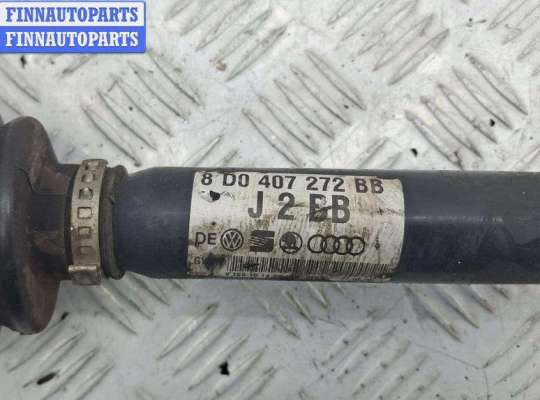 FINNAUTOPARTS
FINNAUTOPARTS
8 D0 407 272 BB
J 2 BB
DE